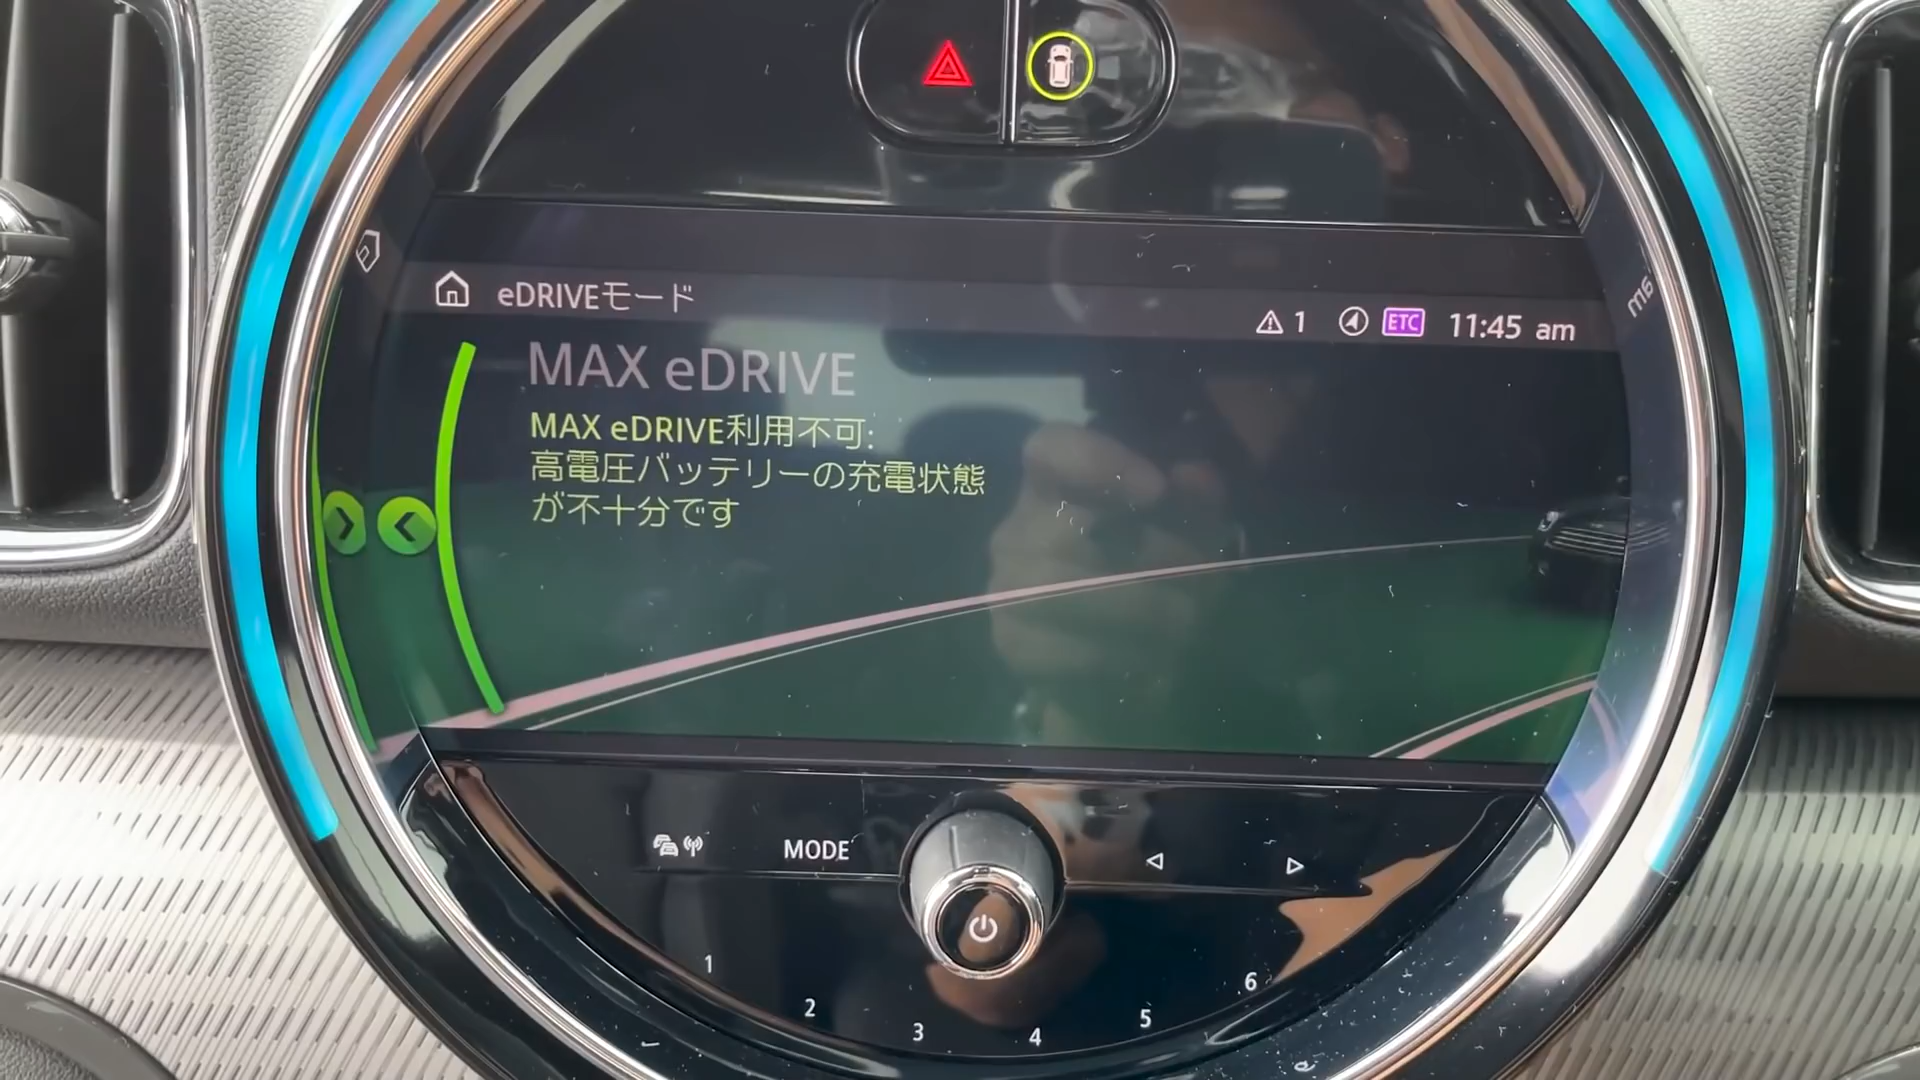 eDRIVEモード
1 ETC 11:45 am
MAX eDRIVE
MAX eDRIVE利用不可:
高電圧バッテリーの充電状態
が不十分です
MODE
1 2 3 4 5 6